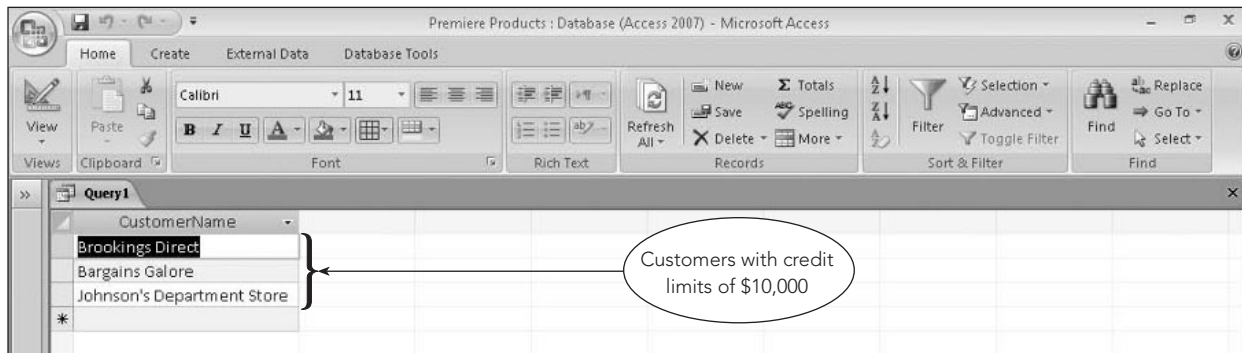 Premiere Products : Database (Access 2007) - Microsoft Access
Home Create External Data Database Tools
View
Paste
Calibri 11
B I U A
Refresh All
New
Save
Delete
Σ Totals
Spelling
More
Filter
Selection
Advanced
Toggle Filter
Find
Replace
Go To
Select
Views Clipboard Font Rich Text Records Sort & Filter Find
Query1
CustomerName
Brookings Direct
Bargains Galore
Johnson's Department Store
Customers with credit
limits of $10,000